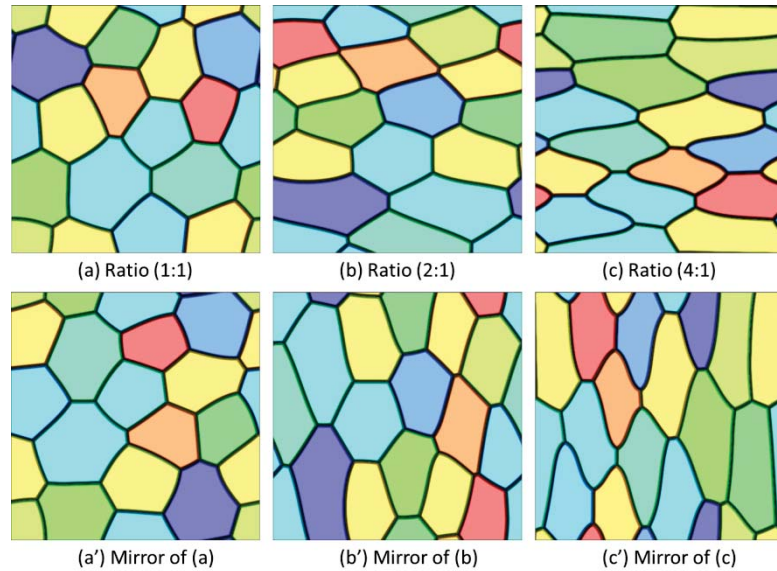 (a) Ratio (1:1)
(b) Ratio (2:1)
(c) Ratio (4:1)
(a') Mirror of (a)
(b') Mirror of (b)
(c') Mirror of (c)